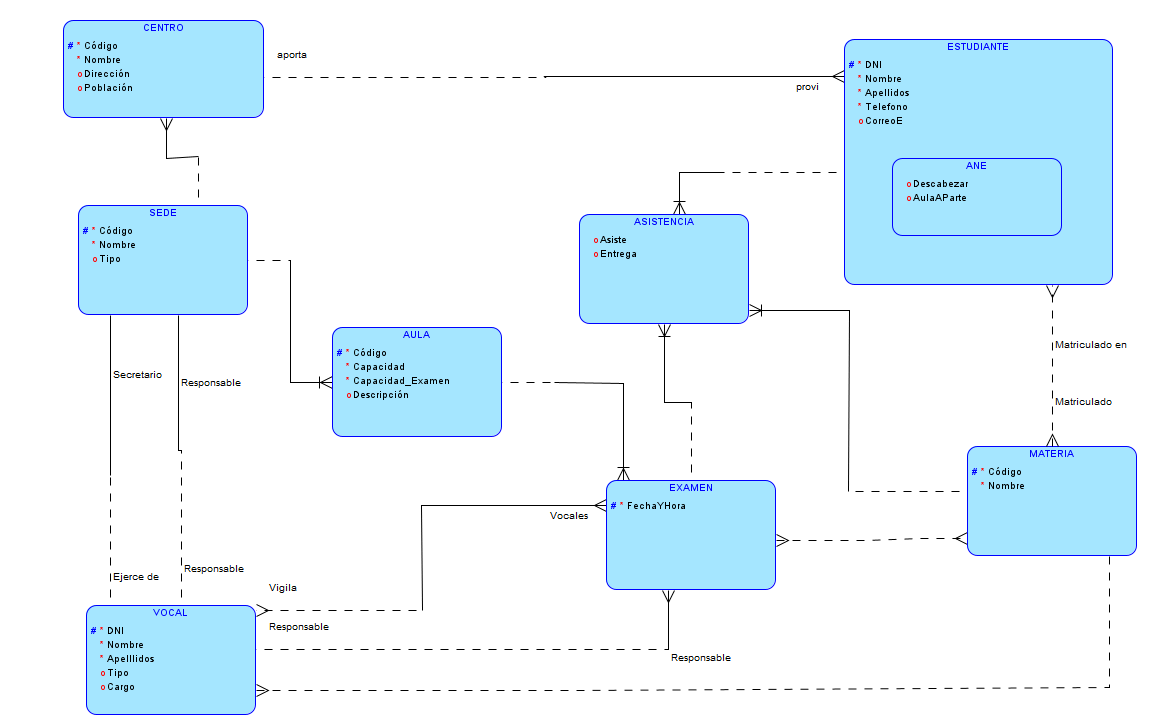 CENTRO
# * Código
* Nombre
o Dirección
o Población
aporta
provi
ESTUDIANTE
# * DNI
* Nombre
* Apellidos
* Telefono
o CorreoE
ANE
o Descabezar
o AulaAParte
SEDE
# * Código
* Nombre
o Tipo
ASISTENCIA
o Asiste
o Entrega
AULA
# * Código
* Capacidad
* Capacidad_Examen
o Descripción
Matriculado en
Matriculado
Secretario
Responsable
MATERIA
# * Código
* Nombre
EXAMEN
# * FechaYHora
Vocales
Ejerce de
Responsable
Vigila
Responsable
Responsable
VOCAL
# * DNI
* Nombre
* Apelllidos
o Tipo
o Cargo